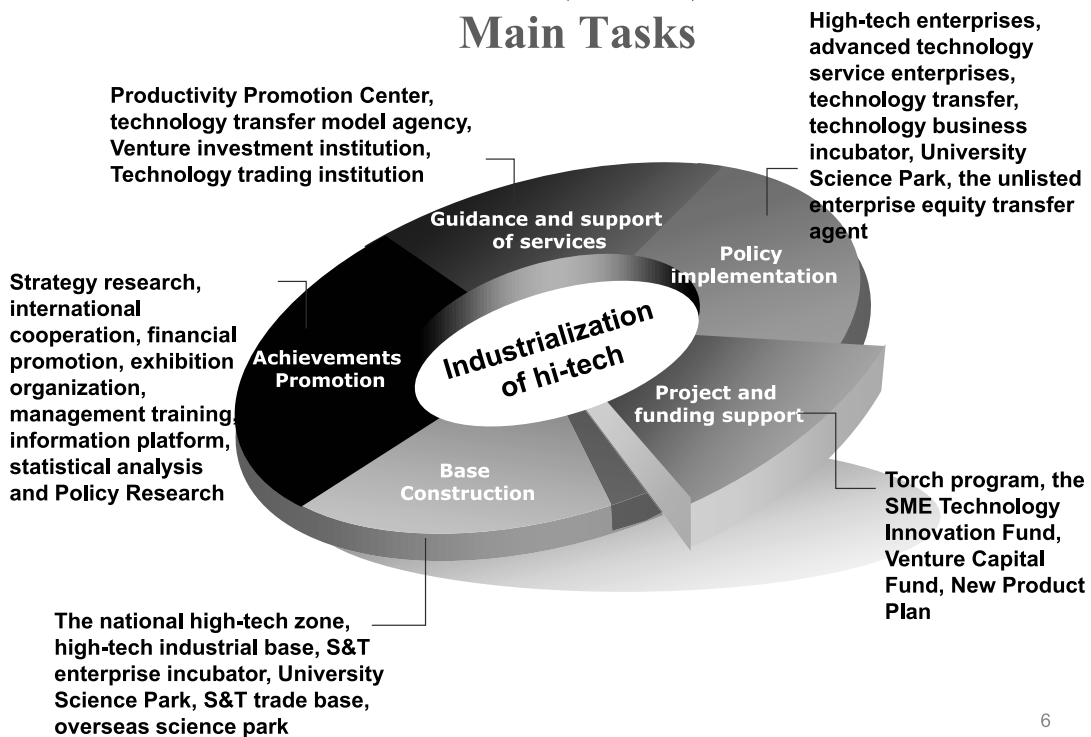 Main Tasks
High-tech enterprises,
advanced technology
service enterprises,
technology transfer,
technology business
incubator, University
Science Park, the unlisted
enterprise equity transfer
agent
Productivity Promotion Center,
technology transfer model agency,
Venture investment institution,
Technology trading institution
Guidance and support
of services
Policy
implementation
Strategy research,
international
cooperation, financial
promotion, exhibition
organization,
management training,
information platform,
statistical analysis
and Policy Research
Achievements
Promotion
Industrialization
of hi-tech
Project and
funding support
Base
Construction
Torch program, the
SME Technology
Innovation Fund,
Venture Capital
Fund, New Product
Plan
The national high-tech zone,
high-tech industrial base, S&T
enterprise incubator, University
Science Park, S&T trade base,
overseas science park
6